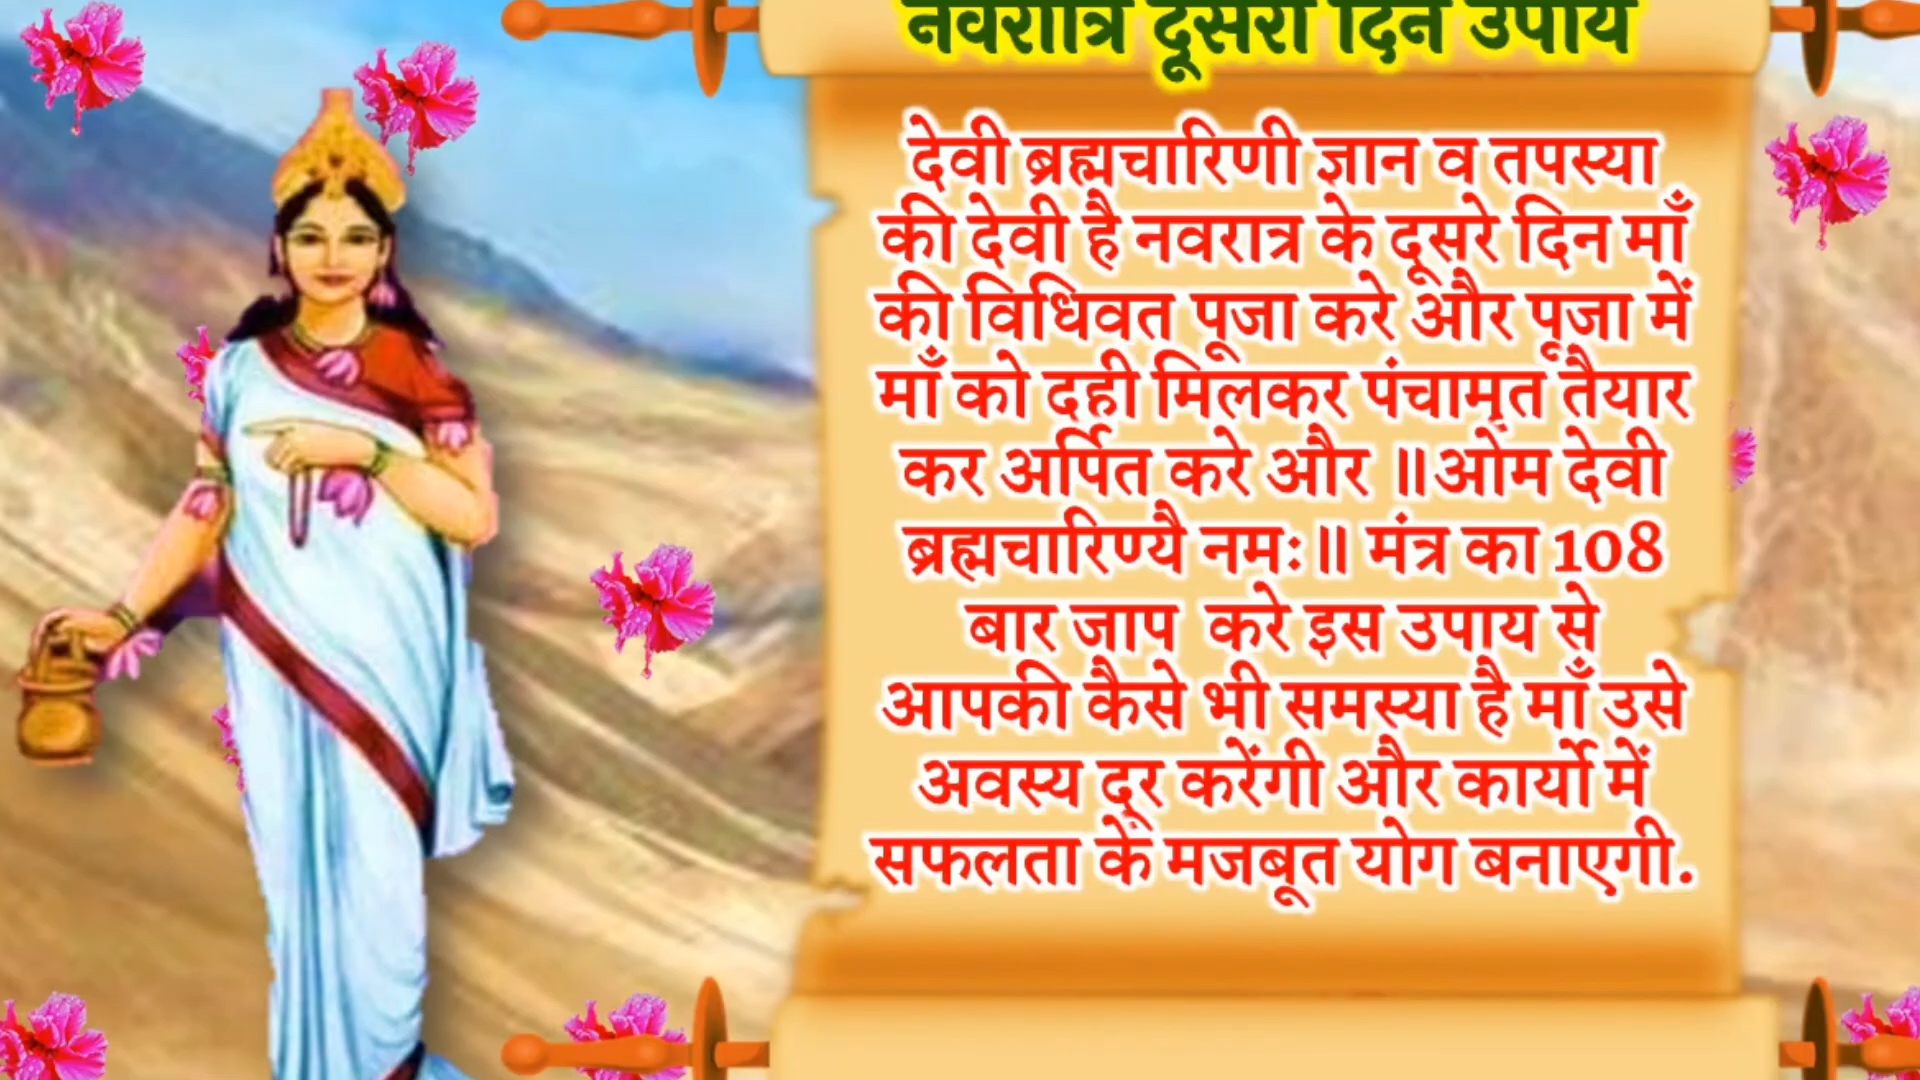 नवरात्रि दूसरा दिन उपाय
देवी ब्रह्मचारिणी ज्ञान व तपस्या
की देवी है नवरात्र के दूसरे दिन माँ
की विधिवत पूजा करे और पूजा में
माँ को दही मिलकर पंचामृत तैयार
कर अर्पित करे और ॥ओम देवी
ब्रह्मचारिण्यै नमः॥ मंत्र का 108
बार जाप करे इस उपाय से
आपकी कैसे भी समस्या है माँ उसे
अवस्य दूर करेंगी और कार्यो में
सफलता के मजबूत योग बनाएगी.